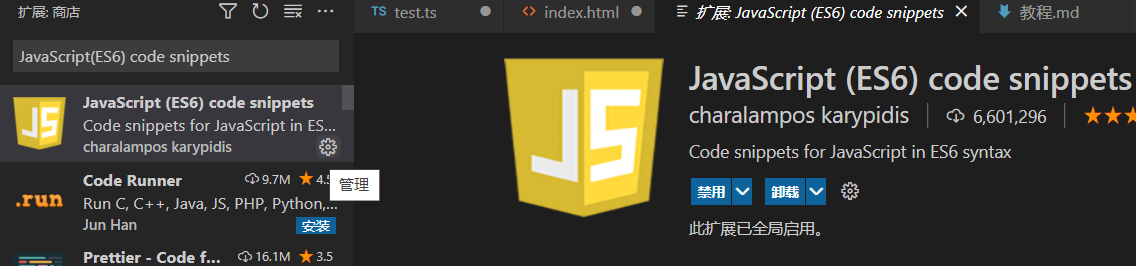 扩展: 商店
JavaScript(ES6) code snippets
JS
JavaScript (ES6) code snippets
Code snippets for JavaScript in ES...
charalampos karypidis
管理
.run
Code Runner 9.7M 4.5
Run C, C++, Java, JS, PHP, Python,...
Jun Han 安装
Prettier - Code f... 16.1M 3.5
TS test.ts
index.html
扩展: JavaScript (ES6) code snippets
教程.md
JS
JavaScript (ES6) code snippets
charalampos karypidis 6,601,296
Code snippets for JavaScript in ES6 syntax
禁用 卸载
此扩展已全局启用。